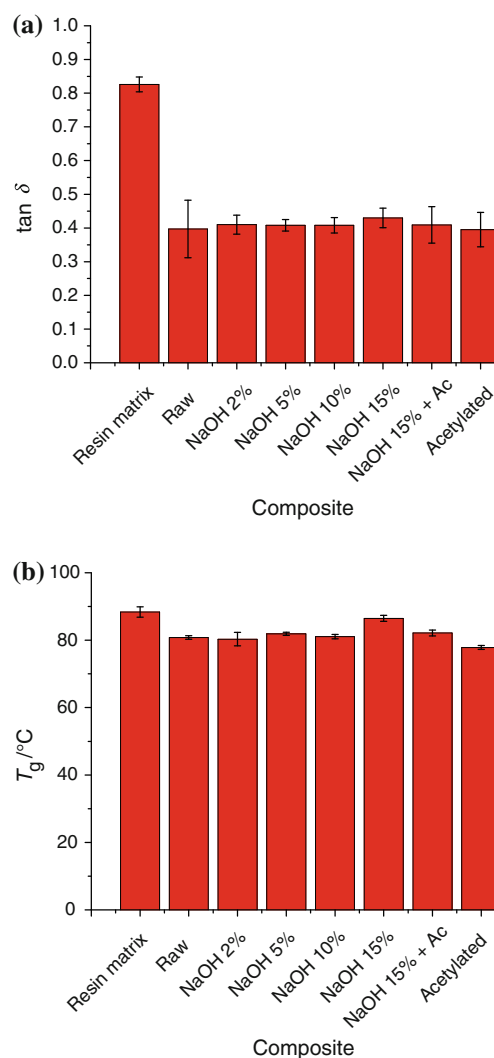 (a)
1.0
0.9
0.8
0.7
0.6
0.5
0.4
0.3
0.2
0.1
0.0
tan δ
Resin matrix
Raw
NaOH 2%
NaOH 5%
NaOH 10%
NaOH 15%
NaOH 15% + Ac
Acetylated
Composite
(b)
100
80
60
40
20
0
Tg/°C
Resin matrix
Raw
NaOH 2%
NaOH 5%
NaOH 10%
NaOH 15%
NaOH 15% + Ac
Acetylated
Composite